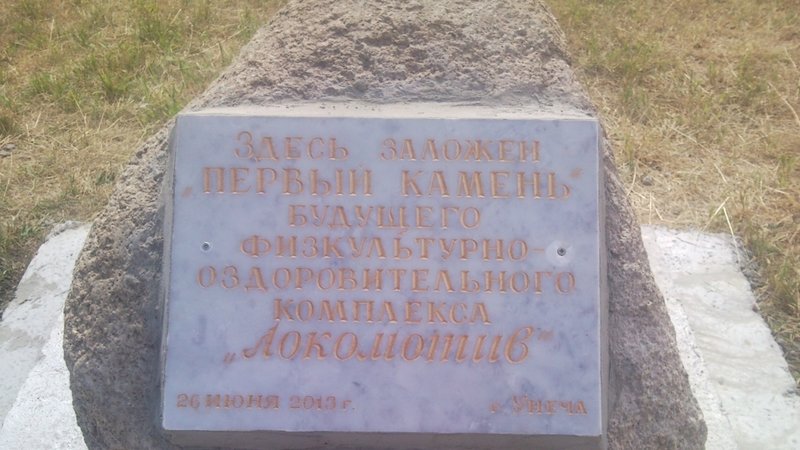 ЗДЕСЬ ЗАЛОЖЕН
„ПЕРВЫЙ КАМЕНЬ"
БУДУЩЕГО
ФИЗКУЛЬТУРНО-
ОЗДОРОВИТЕЛЬНОГО
КОМПЛЕКСА
„Локомотив"
26 ИЮНЯ 2013 г. г. УНЕЧА